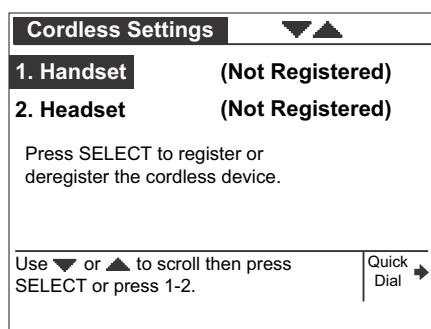 Cordless Settings
1. Handset (Not Registered)
2. Headset (Not Registered)
Press SELECT to register or
deregister the cordless device.
Use ▼ or ▲ to scroll then press
SELECT or press 1-2.
Quick
Dial